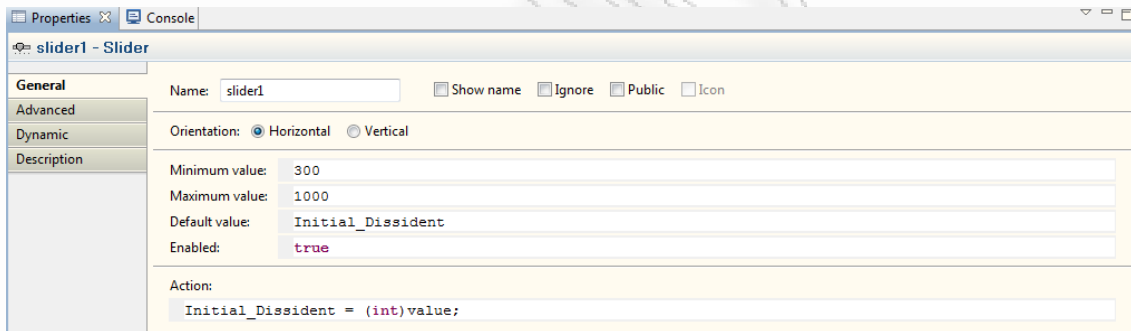 Properties Console
slider1 - Slider
General
Advanced
Dynamic
Description
Name: slider1 Show name Ignore Public Icon
Orientation: Horizontal Vertical
Minimum value: 300
Maximum value: 1000
Default value: Initial_Dissident
Enabled: true
Action:
Initial_Dissident = (int)value;